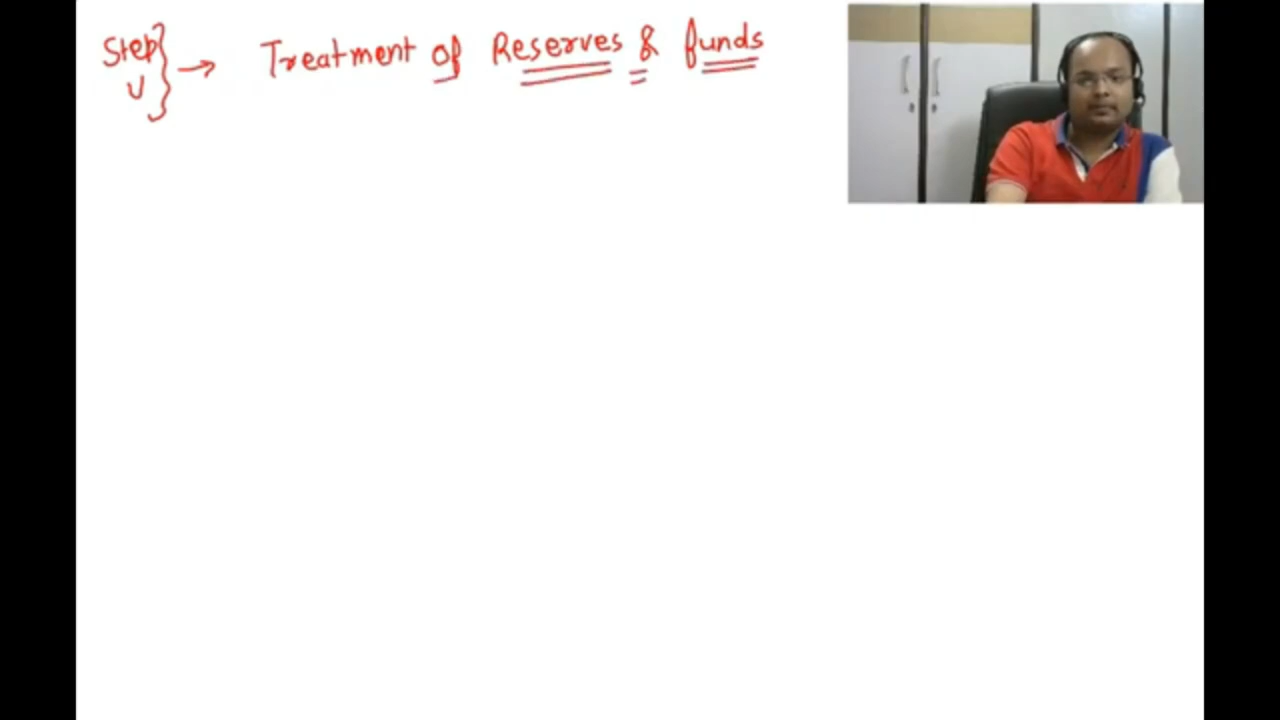 Step → Treatment of Reserves & funds
V